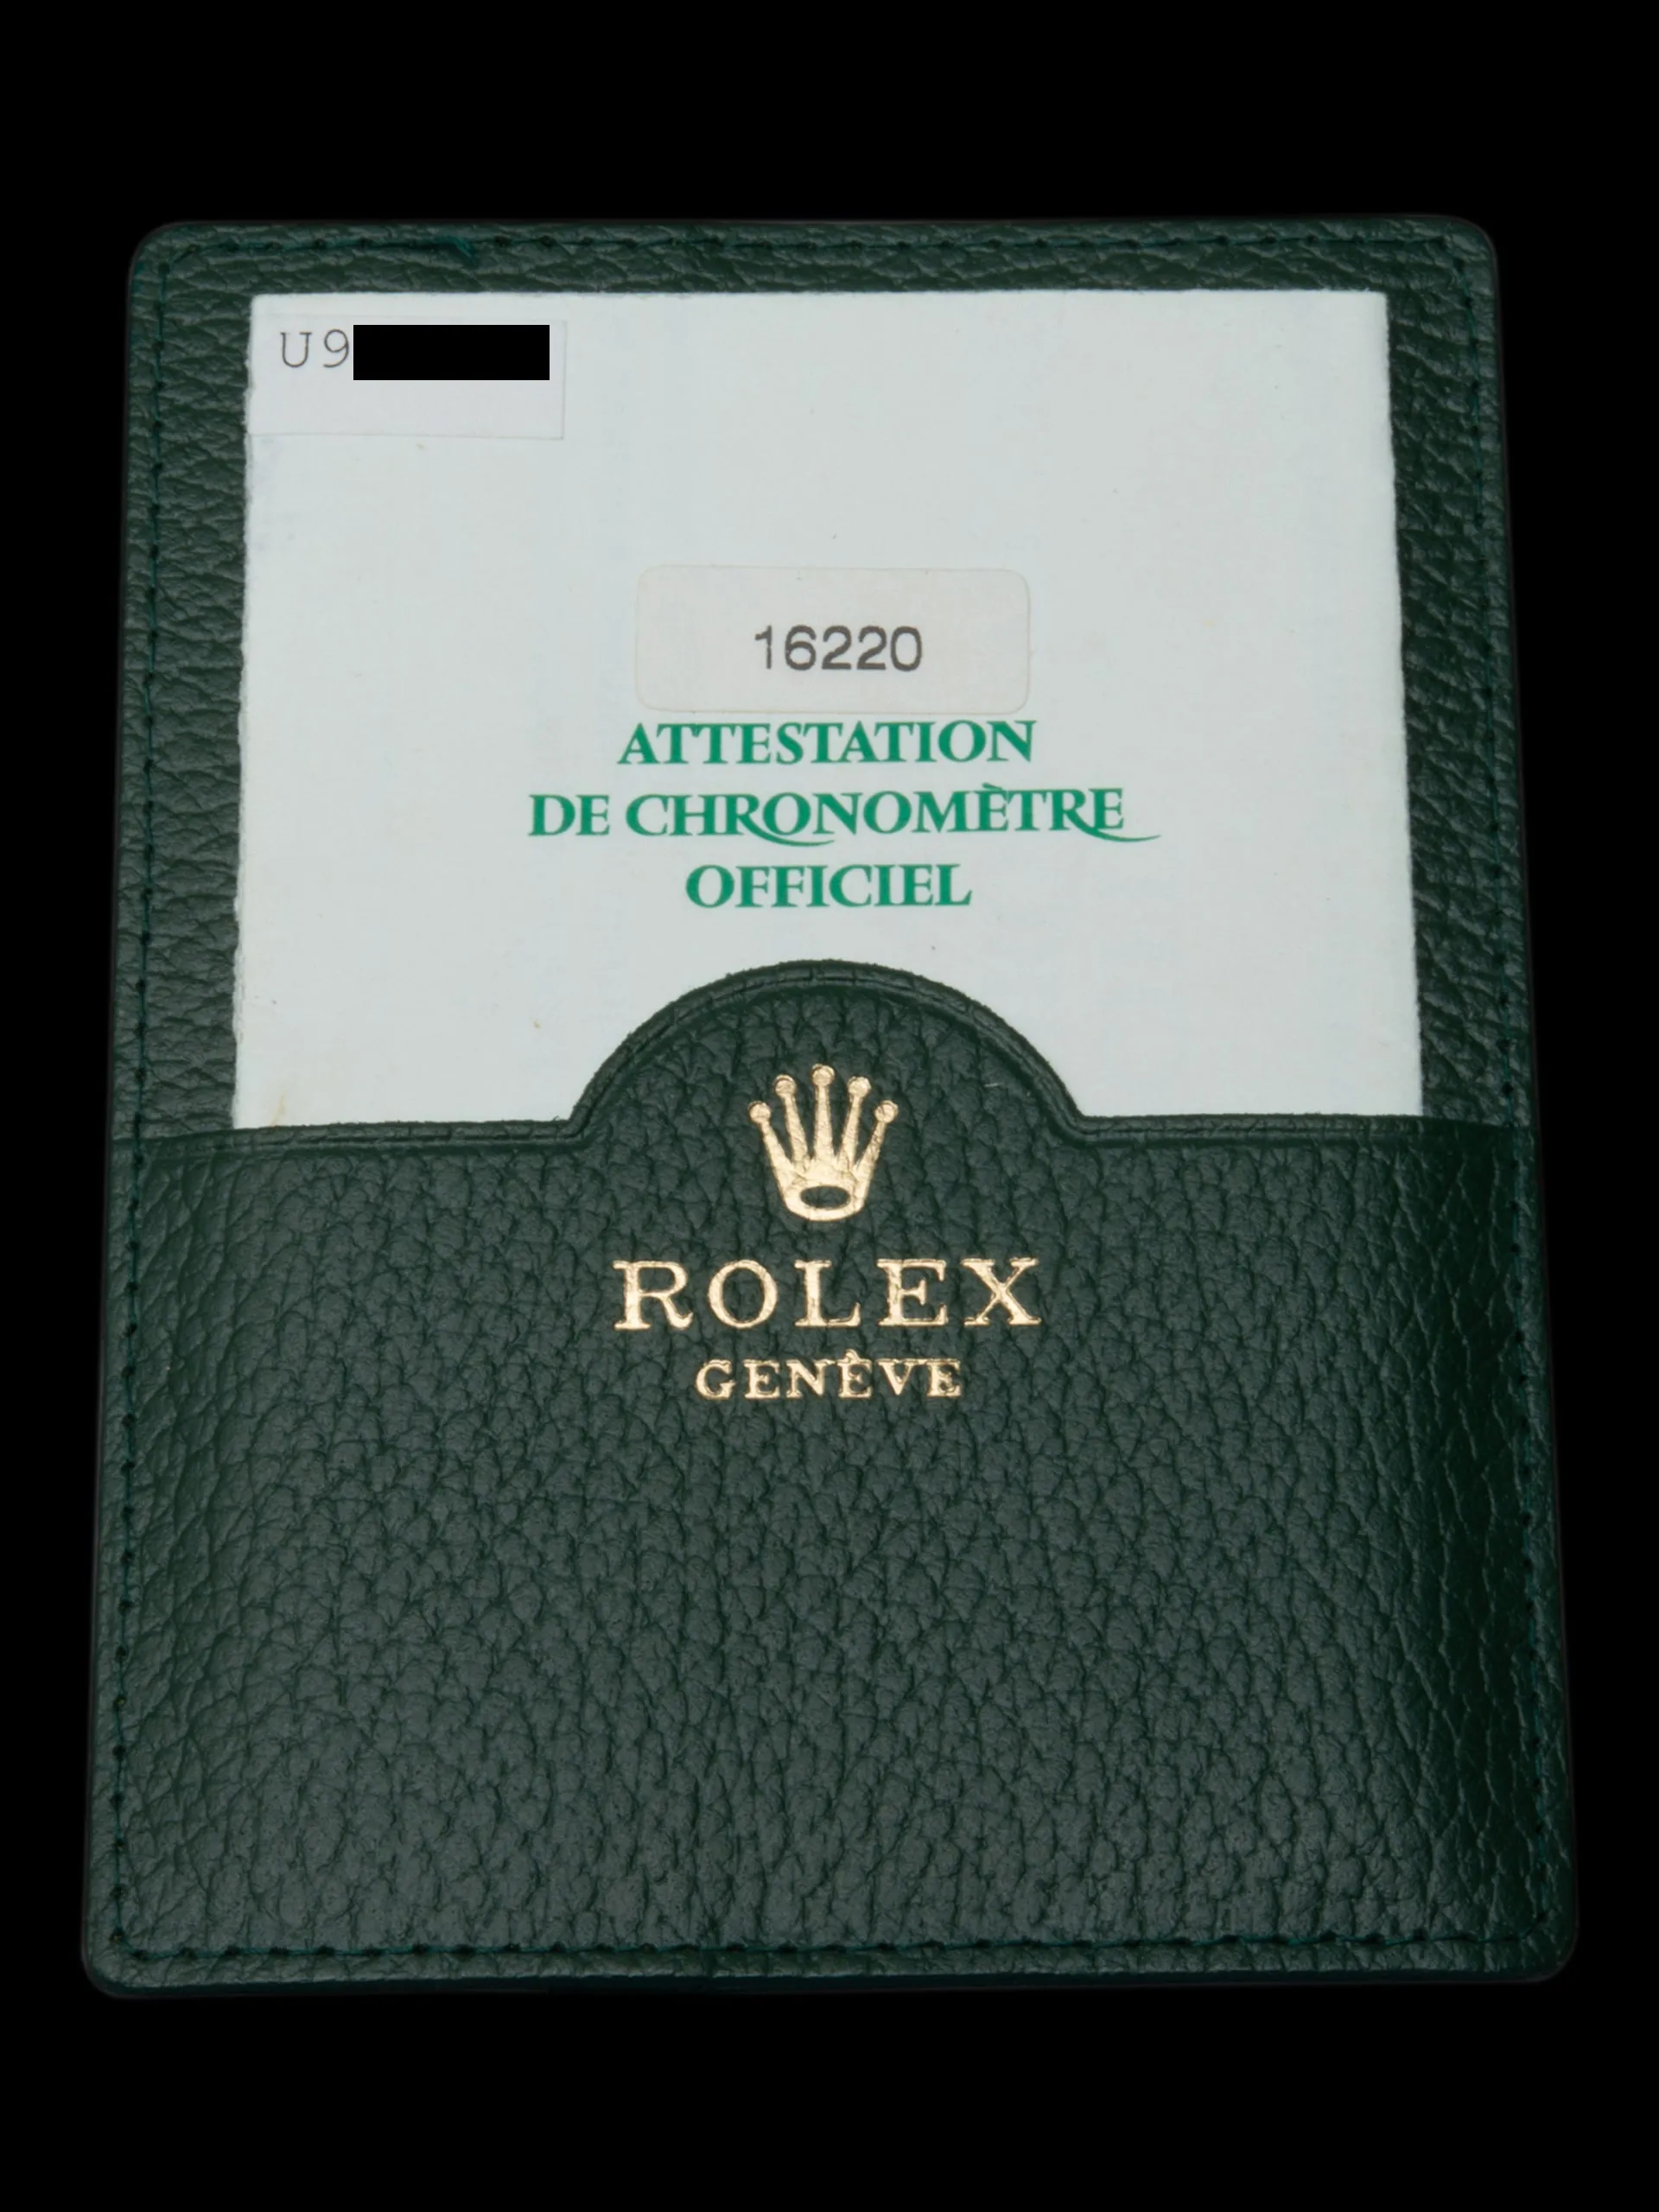 U9
16220
ATTESTATION
DE CHRONOMÈTRE
OFFICIEL
ROLEX
GENÈVE